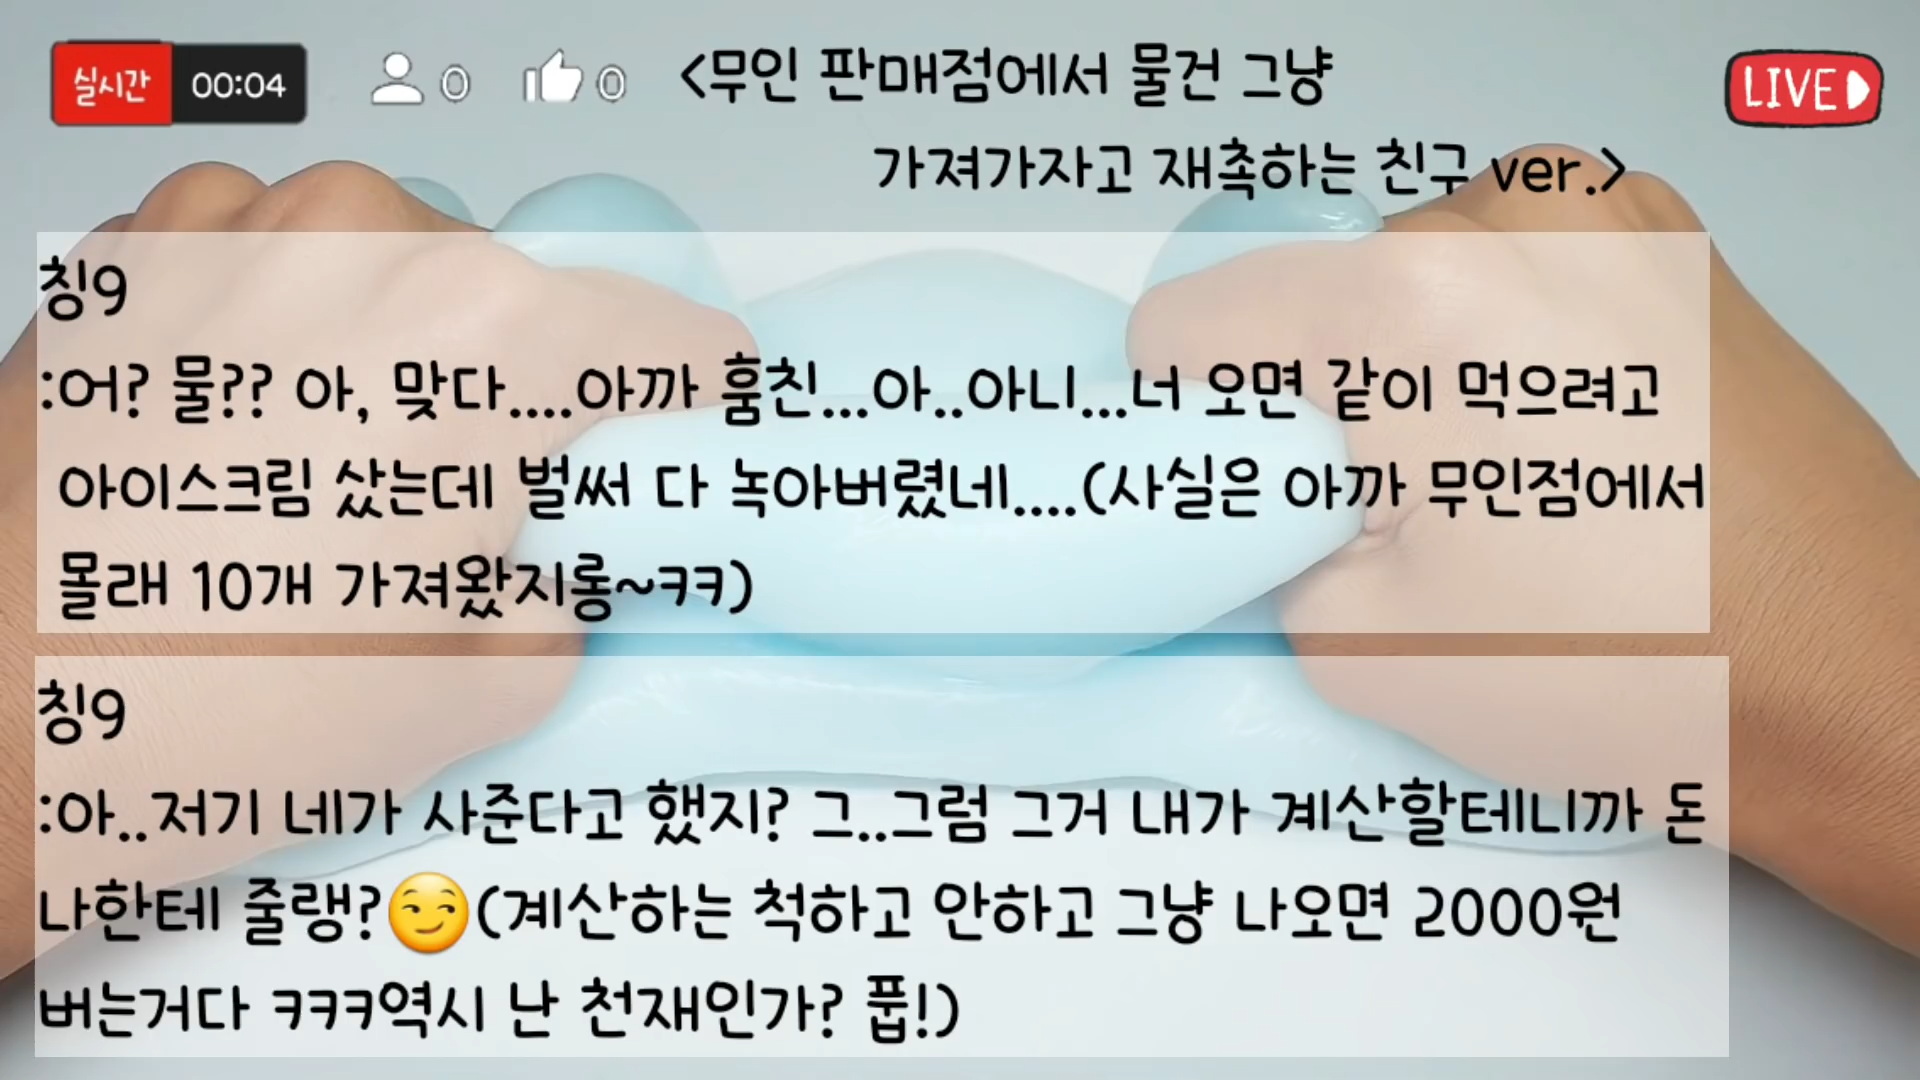 실시간 00:04 0 0 <무인 판매점에서 물건 그냥 LIVE
가져가자고 재촉하는 친구 ver.>
칭9
:어? 물?? 아, 맞다....아까 훔친...아..아니...너 오면 같이 먹으려고
아이스크림 샀는데 벌써 다 녹아버렸네....(사실은 아까 무인점에서
몰래 10개 가져왔지롱~ㅋㅋ)
칭9
:아..저기 네가 사준다고 했지? 그..그럼 그거 내가 계산할테니까 돈
나한테 줄랭?😏(계산하는 척하고 안하고 그냥 나오면 2000원
버는거다 ㅋㅋㅋ역시 난 천재인가? 풉!)